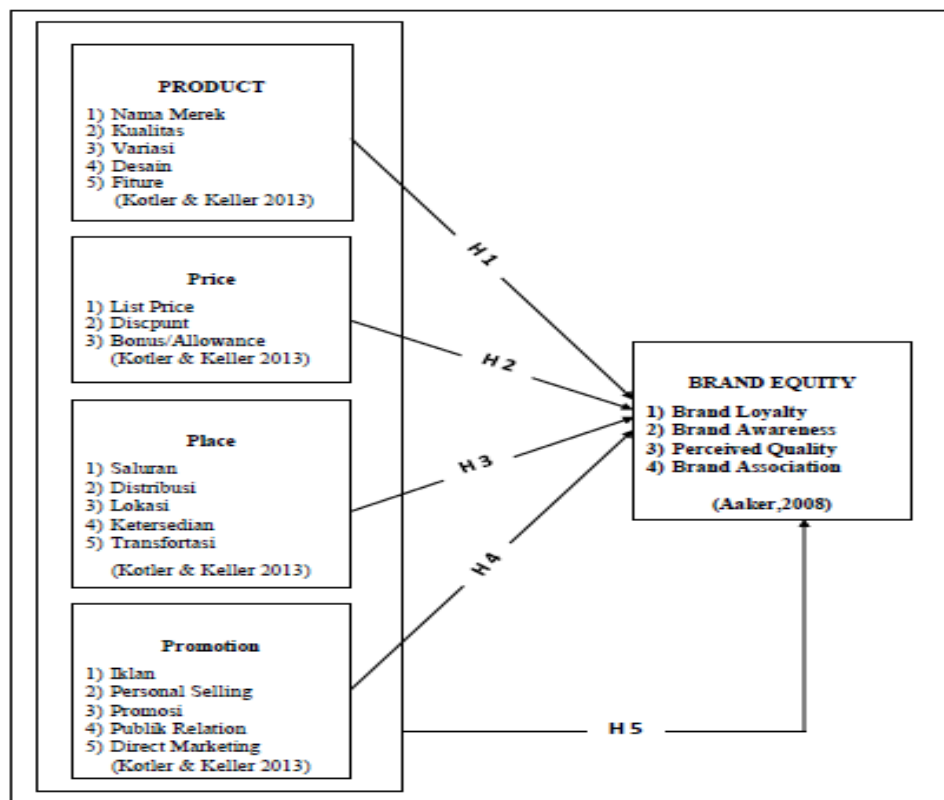 PRODUCT
1) Nama Merek
2) Kualitas
3) Variasi
4) Desain
5) Fiture
(Kotler & Keller 2013)
H1
Price
1) List Price
2) Discpunt
3) Bonus/Allowance
(Kotler & Keller 2013)
H 2
BRAND EQUITY
1) Brand Loyalty
2) Brand Awareness
3) Perceived Quality
4) Brand Association
(Aaker,2008)
Place
1) Saluran
2) Distribusi
3) Lokasi
4) Ketersedian
5) Transfortasi
(Kotler & Keller 2013)
H 3
H4
Promotion
1) Iklan
2) Personal Selling
3) Promosi
4) Publik Relation
5) Direct Marketing
(Kotler & Keller 2013)
H 5